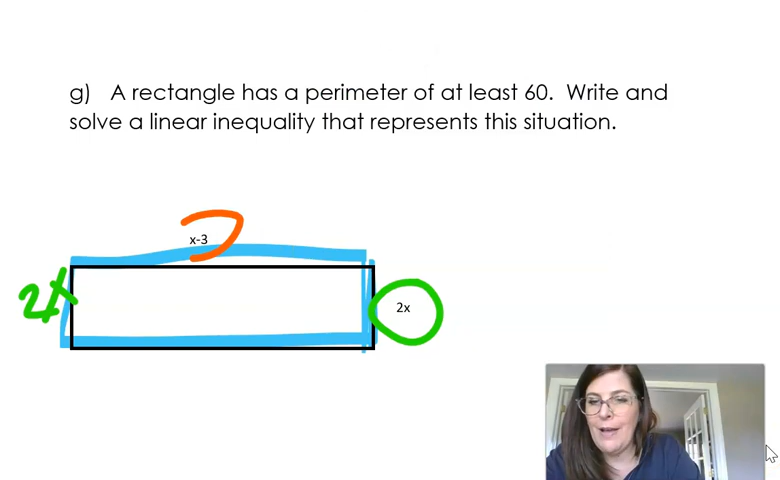 g) A rectangle has a perimeter of at least 60. Write and
solve a linear inequality that represents this situation.
x-3
2x
2x